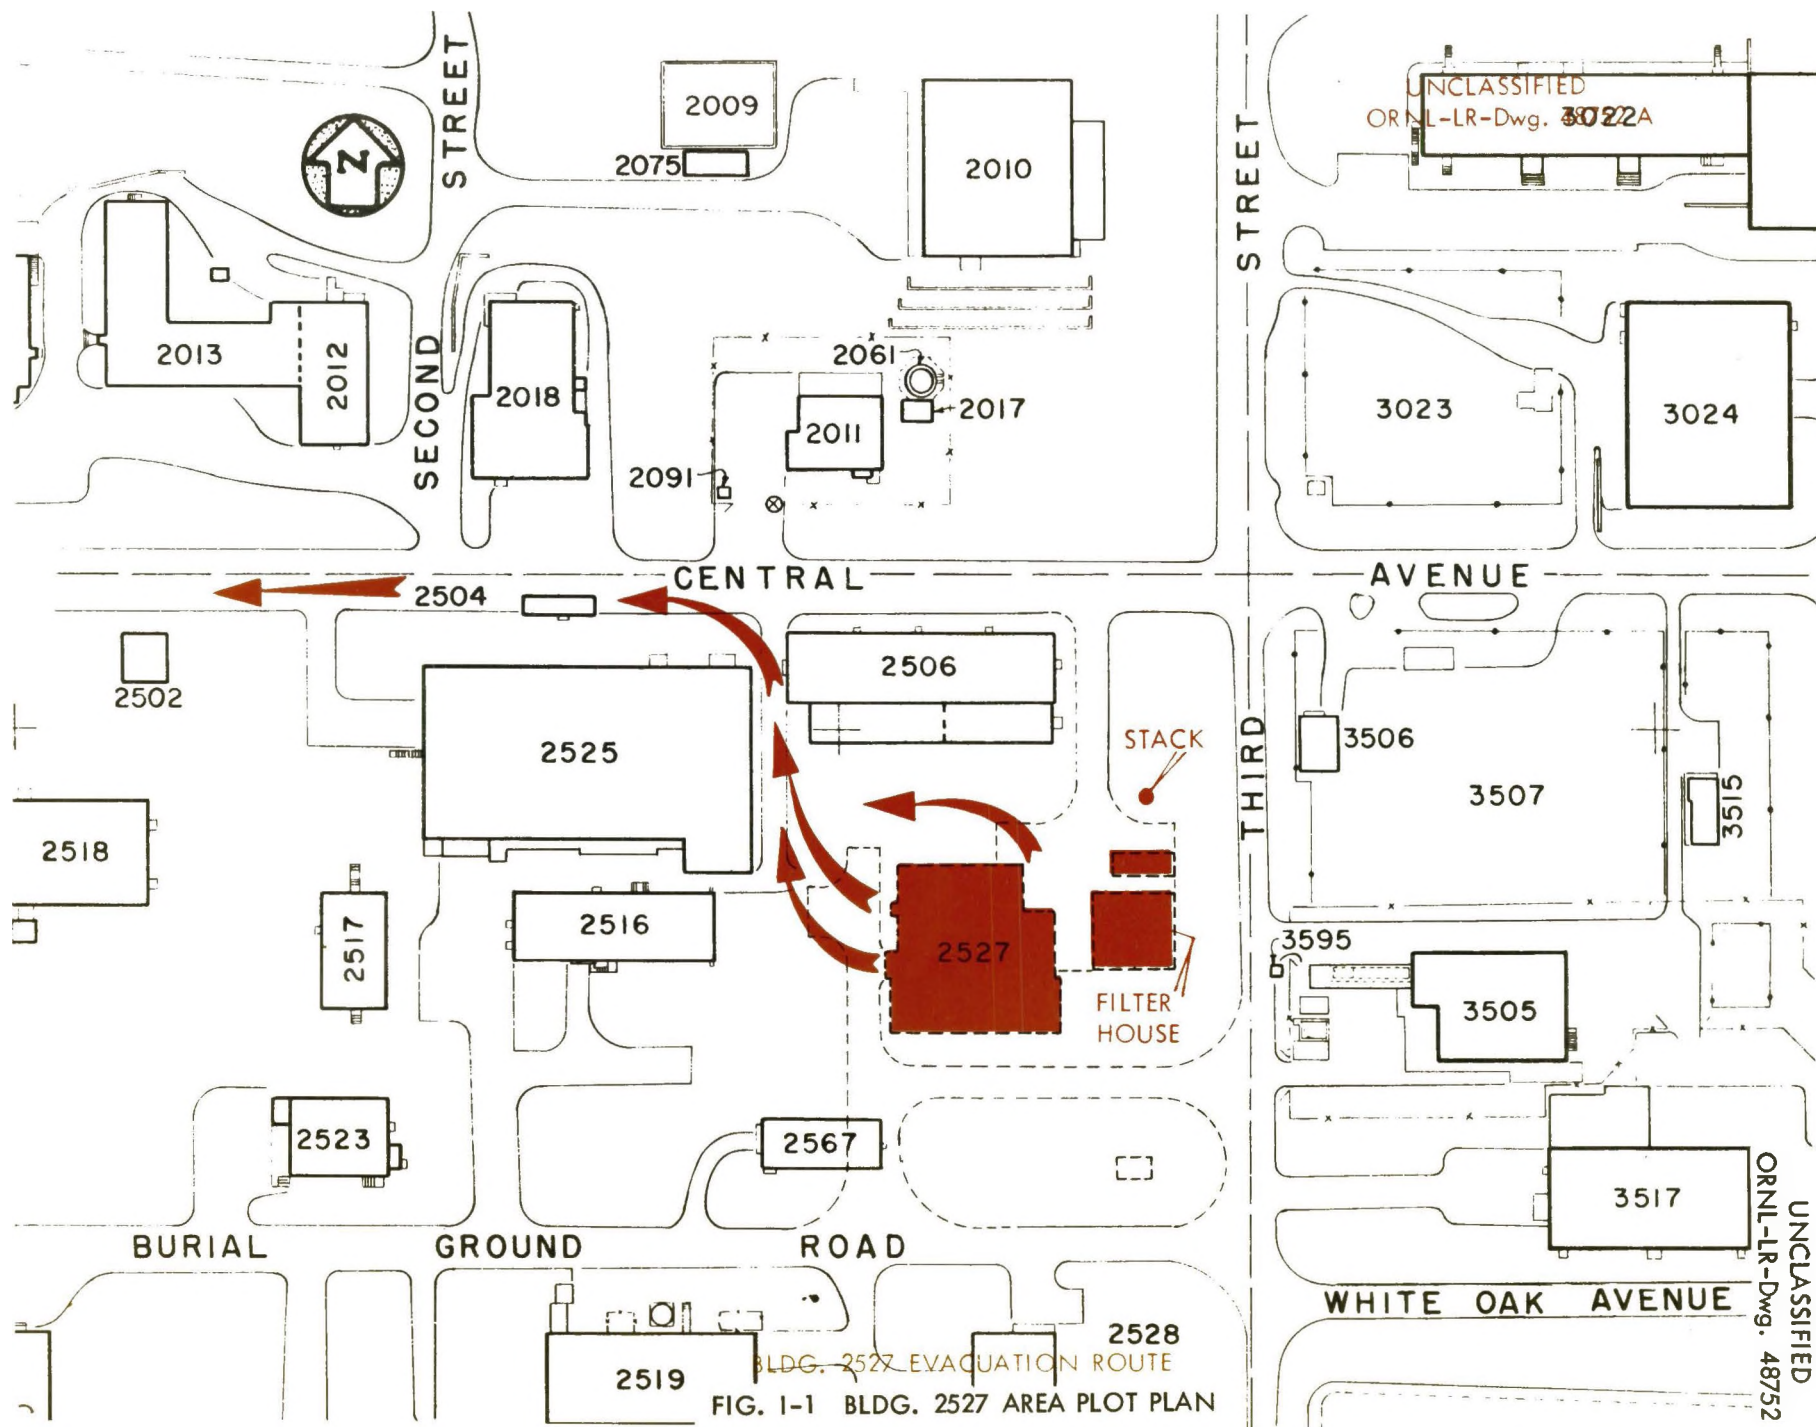 STREET
2009
2075
2010
STREET
UNCLASSIFIED
ORNL-LR-Dwg. A
3022
N
2013
2012
SECOND
2018
2061
2017
2011
2091
3023
3024
CENTRAL AVENUE
2504
2502
2506
2525
STACK
THIRD
3506
3507
3515
2518
2517
2516
2527
FILTER
HOUSE
3595
3505
2523
2567
3517
BURIAL GROUND ROAD
WHITE OAK AVENUE
2528
2519
BLDG. 2527 EVACUATION ROUTE
FIG. 1-1 BLDG. 2527 AREA PLOT PLAN
UNCLASSIFIED
ORNL-LR-Dwg. 48752